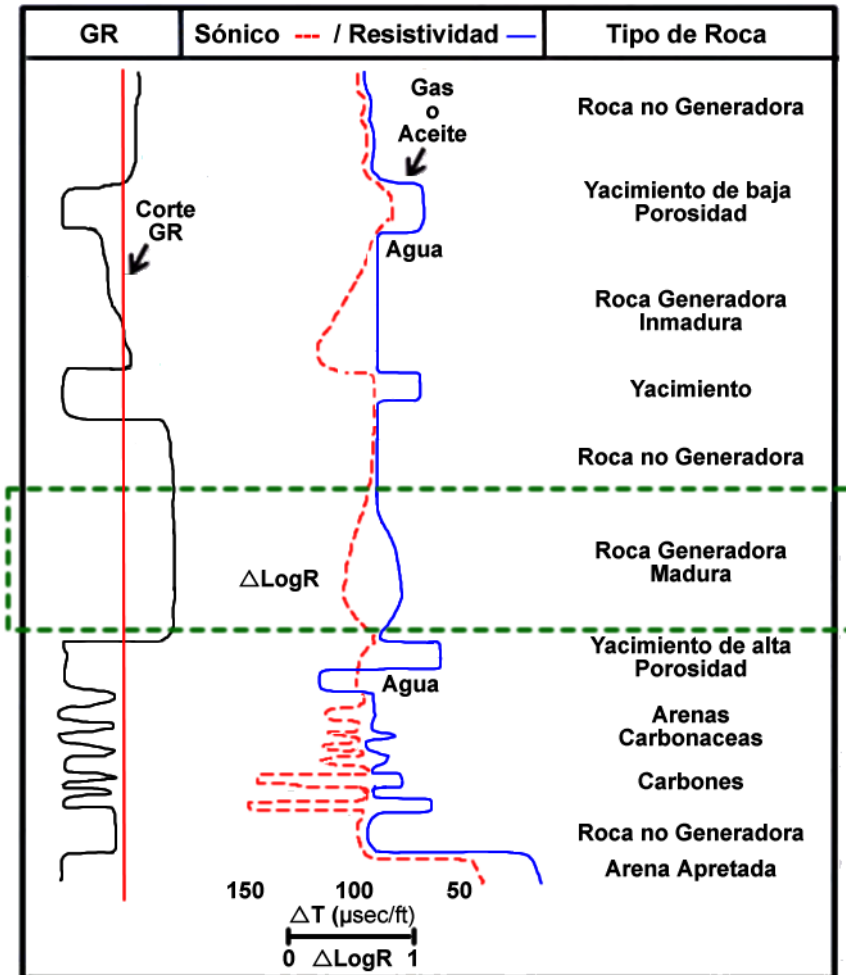 GR
Sónico --- / Resistividad —
Tipo de Roca
Gas
o
Aceite
Roca no Generadora
Corte
GR
Yacimiento de baja
Porosidad
Agua
Roca Generadora
Inmadura
Yacimiento
Roca no Generadora
△LogR
Roca Generadora
Madura
Yacimiento de alta
Porosidad
Agua
Arenas
Carbonaceas
Carbones
Roca no Generadora
Arena Apretada
150 100 50
△T (µsec/ft)
0 △LogR 1